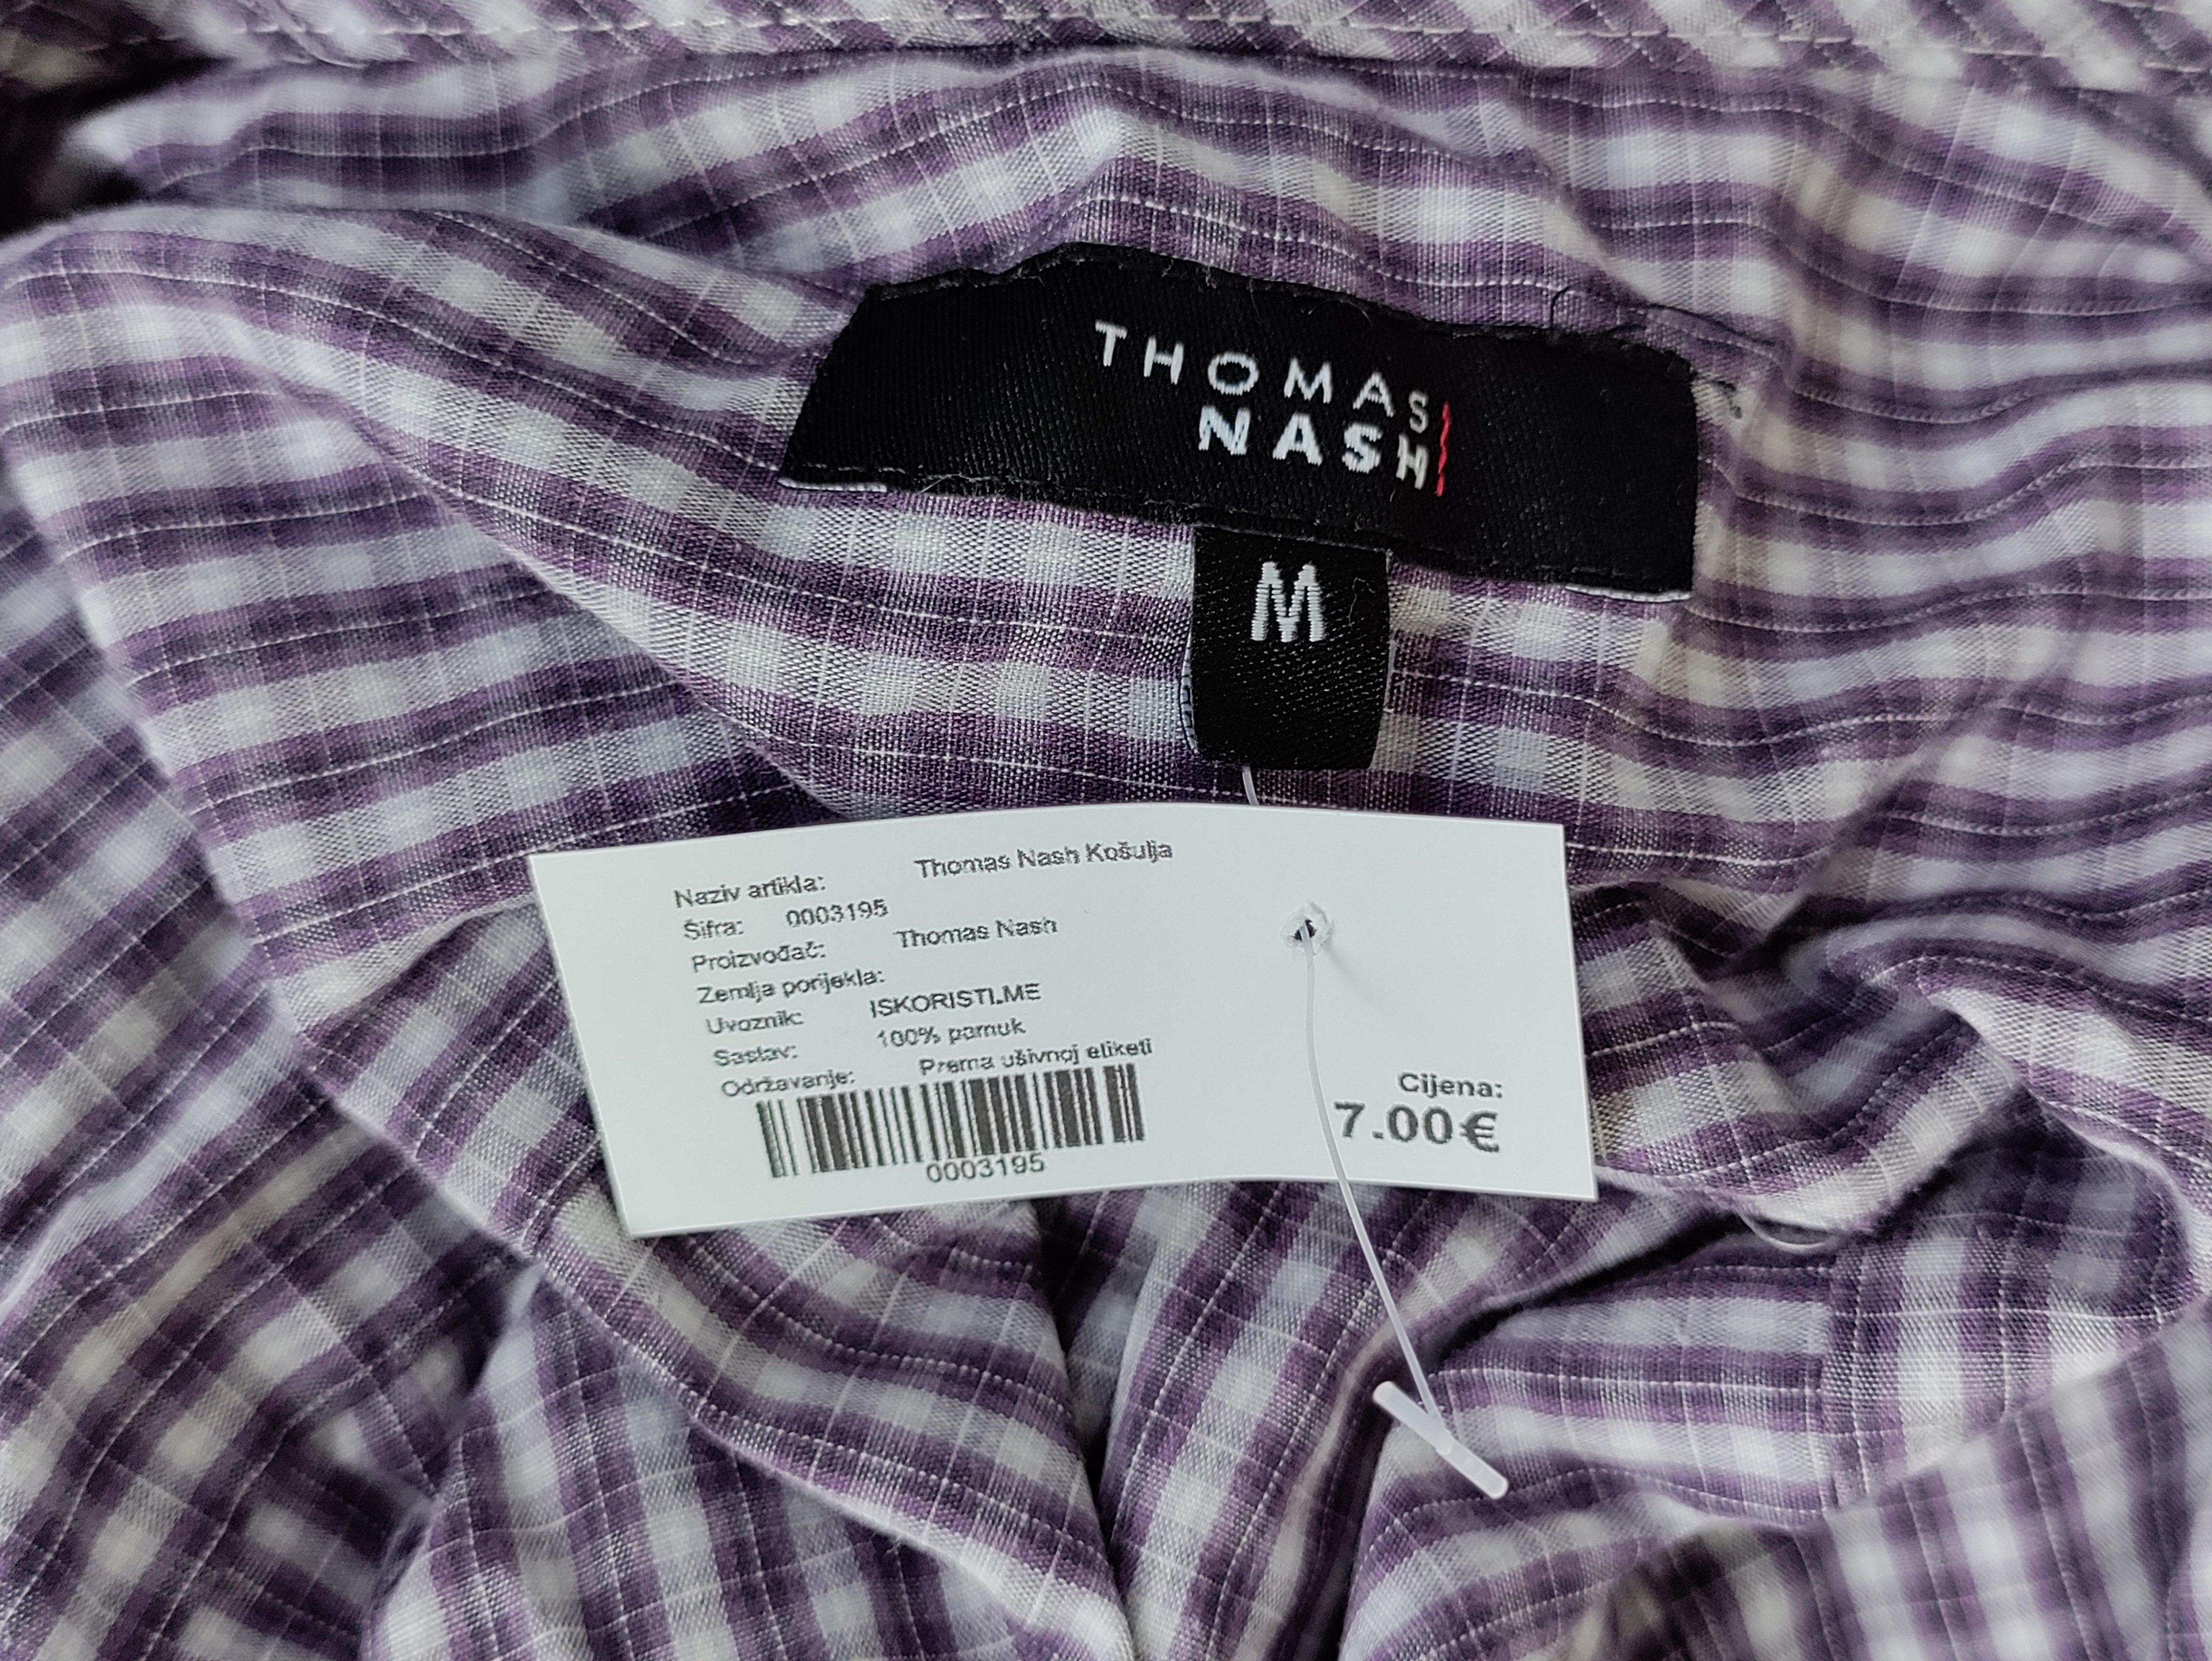 THOMAS
NASH
M
Naziv artikla: Thomas Nash Košulja
Šifra: 0003195
Proizvođač: Thomas Nash
Zemlja porijekla:
Uvoznik: ISKORISTI.ME
Sastav: 100% pamuk
Održavanje: Prema ušivnoj etiketi
0003195
Cijena:
7.00€